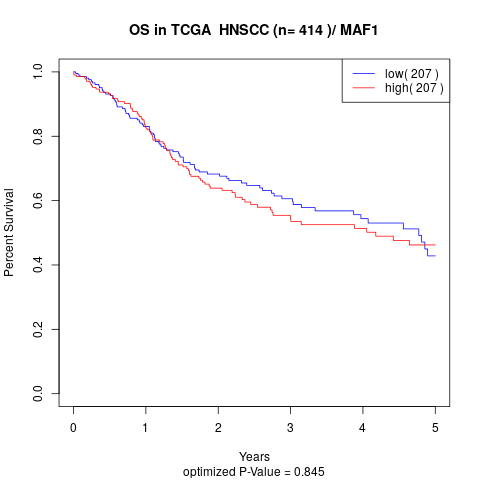 OS in TCGA  HNSCC (n= 414 )/ MAF1
low( 207 )
high( 207 )
Percent Survival
1.0
0.8
0.6
0.4
0.2
0.0
0 1 2 3 4 5
Years
optimized P-Value = 0.845